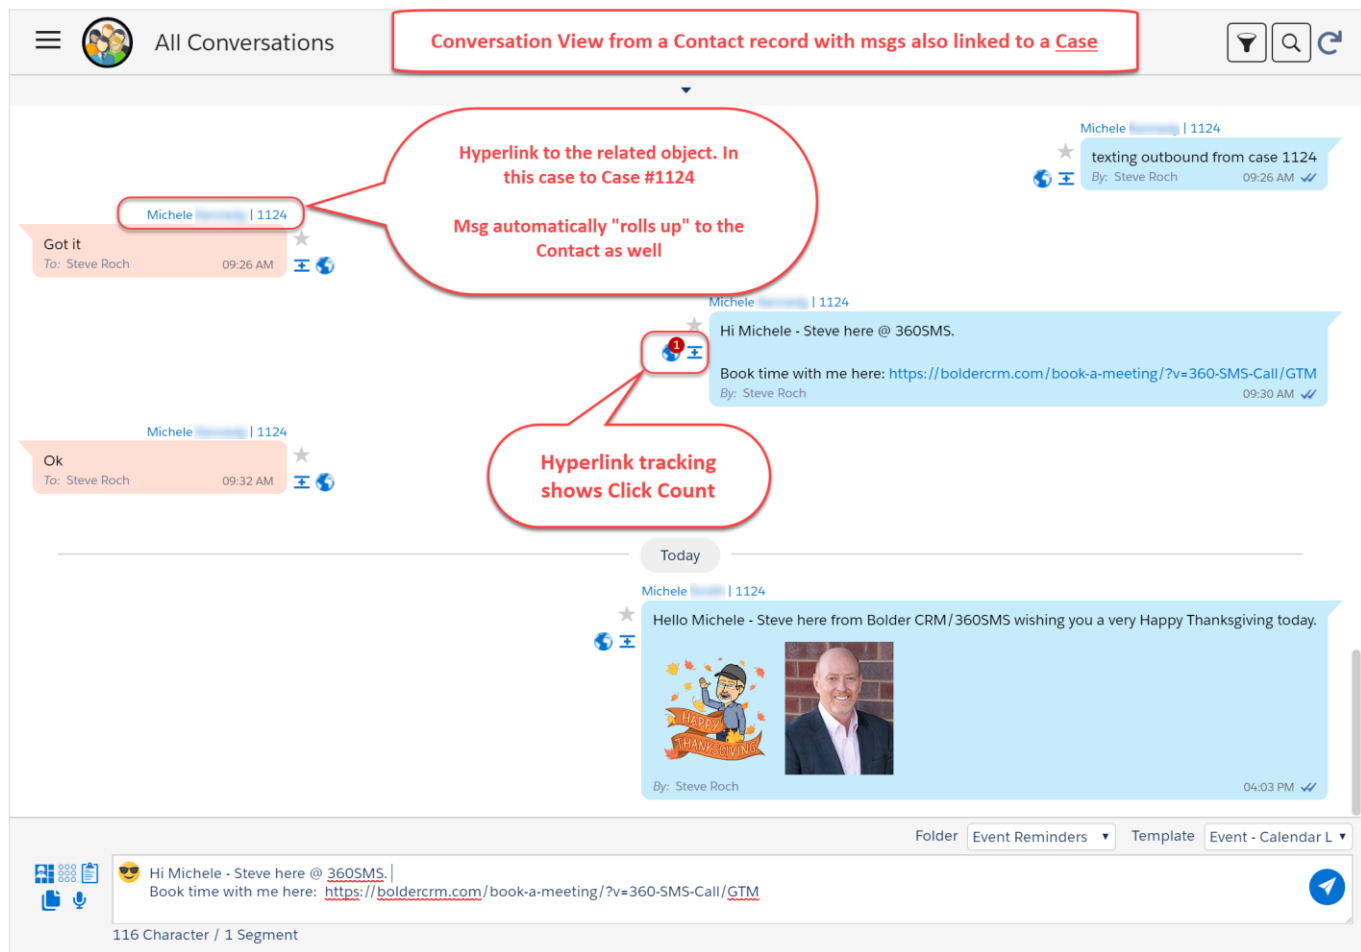 All Conversations
Conversation View from a Contact record with msgs also linked to a Case
Michele | 1124
texting outbound from case 1124
By: Steve Roch 09:26 AM
Hyperlink to the related object. In
this case to Case #1124
Msg automatically "rolls up" to the
Contact as well
Michele | 1124
Got it
To: Steve Roch 09:26 AM
Michele | 1124
1
Hi Michele - Steve here @ 360SMS.
Book time with me here: https://boldercrm.com/book-a-meeting/?v=360-SMS-Call/GTM
By: Steve Roch 09:30 AM
Michele | 1124
Ok
To: Steve Roch 09:32 AM
Hyperlink tracking
shows Click Count
Today
Michele | 1124
Hello Michele - Steve here from Bolder CRM/360SMS wishing you a very Happy Thanksgiving today.
HAPPY
THANKSGIVING
By: Steve Roch 04:03 PM
Folder Event Reminders Template Event - Calendar L
Hi Michele - Steve here @ 360SMS.
Book time with me here: https://boldercrm.com/book-a-meeting/?v=360-SMS-Call/GTM
116 Character / 1 Segment